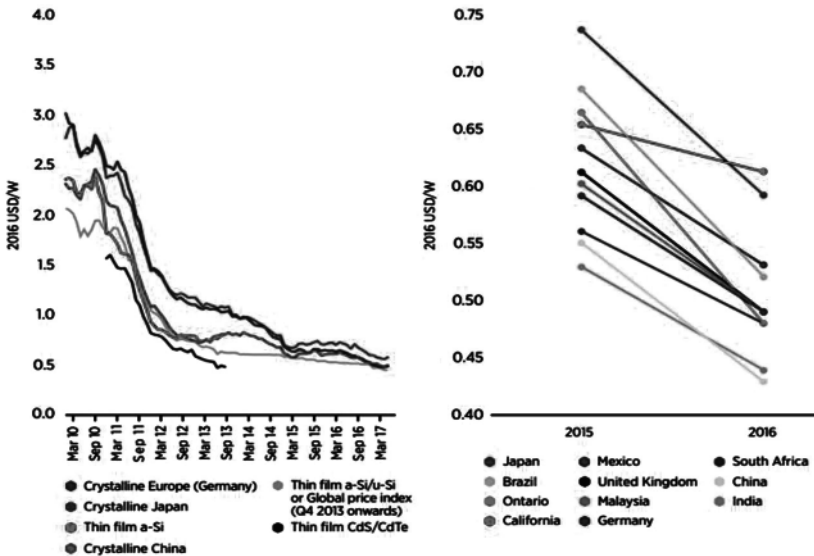 4.0
3.5
3.0
2.5
2.0
1.5
1.0
0.5
0.0
2016 USD/W
Mar 10
Sep 10
Mar 11
Sep 11
Mar 12
Sep 12
Mar 13
Sep 13
Mar 14
Sep 14
Mar 15
Sep 15
Mar 16
Sep 16
Mar 17
Crystalline Europe (Germany)
Crystalline Japan
Thin film a-Si
Crystalline China
Thin film a-Si/u-Si
or Global price index
(Q4 2013 onwards)
Thin film CdS/CdTe
0.75
0.70
0.65
0.60
0.55
0.50
0.45
0.40
2016 USD/W
2015
2016
Japan
Brazil
Ontario
California
Mexico
United Kingdom
Malaysia
Germany
South Africa
China
India